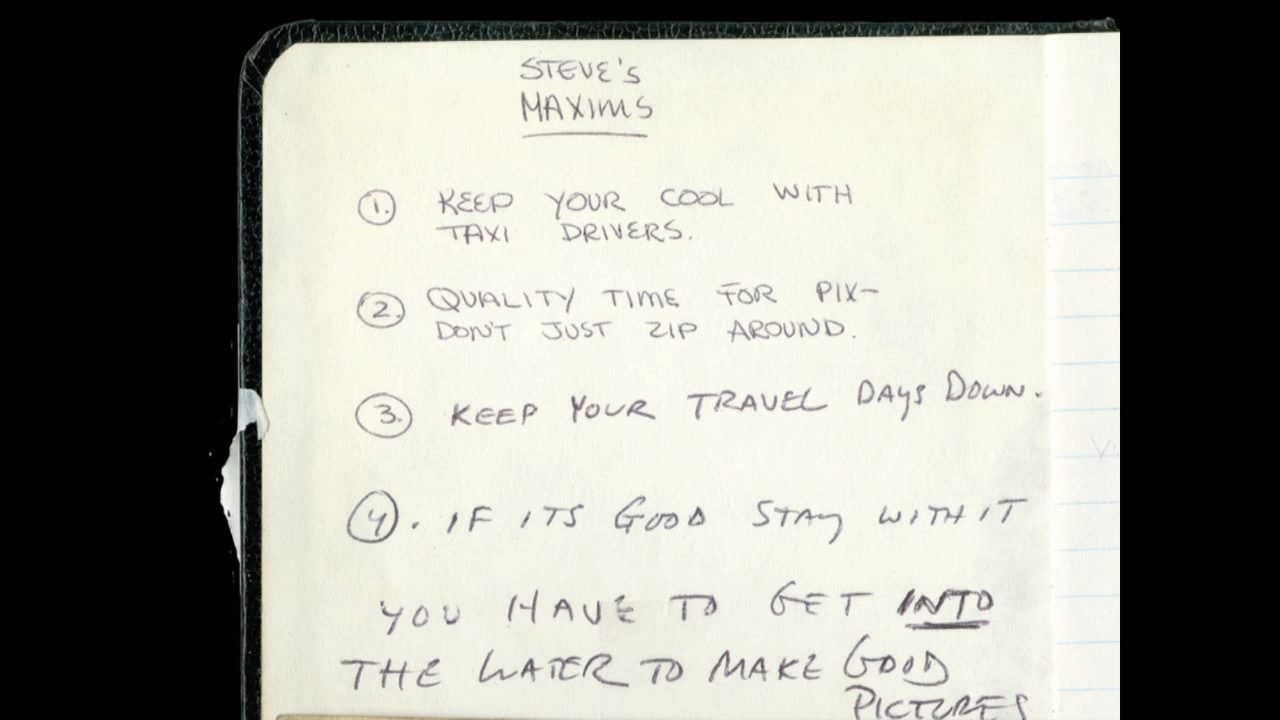 STEVE'S
MAXIMS
1. KEEP YOUR COOL WITH
TAXI DRIVERS.
2. QUALITY TIME FOR PIX-
DON'T JUST ZIP AROUND.
3. KEEP YOUR TRAVEL DAYS DOWN.
4. IF ITS GOOD STAY WITH IT
YOU HAVE TO GET INTO
THE WATER TO MAKE GOOD
PICTURES